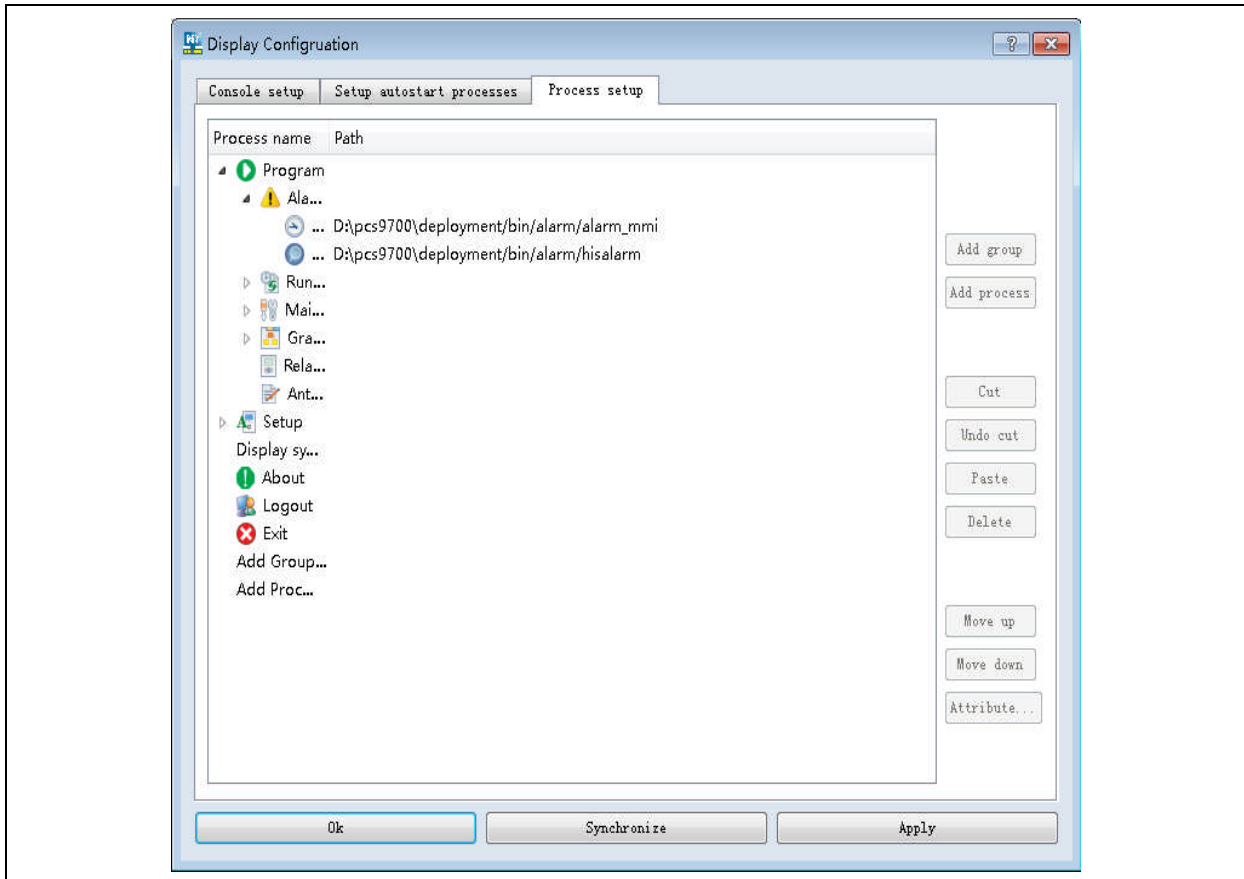 Display Configruation
Console setup Setup autostart processes Process setup
Process name Path
Program
Ala...
... D:\pcs9700\deployment/bin/alarm/alarm_mmi
... D:\pcs9700\deployment/bin/alarm/hisalarm
Run...
Mai...
Gra...
Rela...
Ant...
Setup
Display sy...
About
Logout
Exit
Add Group...
Add Proc...
Add group
Add process
Cut
Undo cut
Paste
Delete
Move up
Move down
Attribute...
Ok Synchronize Apply